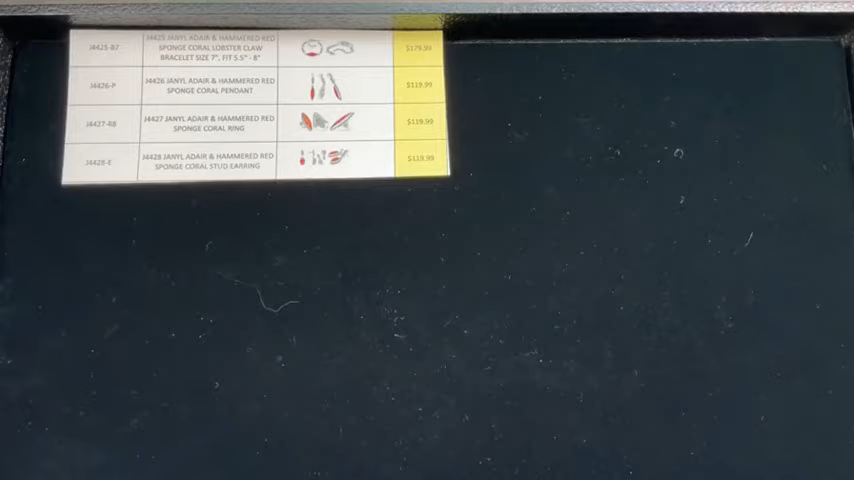 J4425-B7
J4425 JANYL ADAIR & HAMMERED RED
SPONGE CORAL LOBSTER CLAW
BRACELET SIZE 7", FIT 5.5" - 8"
$179.99
J4426-P
J4426 JANYL ADAIR & HAMMERED RED
SPONGE CORAL PENDANT
$119.99
J4427-R8
J4427 JANYL ADAIR & HAMMERED RED
SPONGE CORAL RING
$119.99
J4428-E
J4428 JANYL ADAIR & HAMMERED RED
SPONGE CORAL STUD EARRING
$119.99